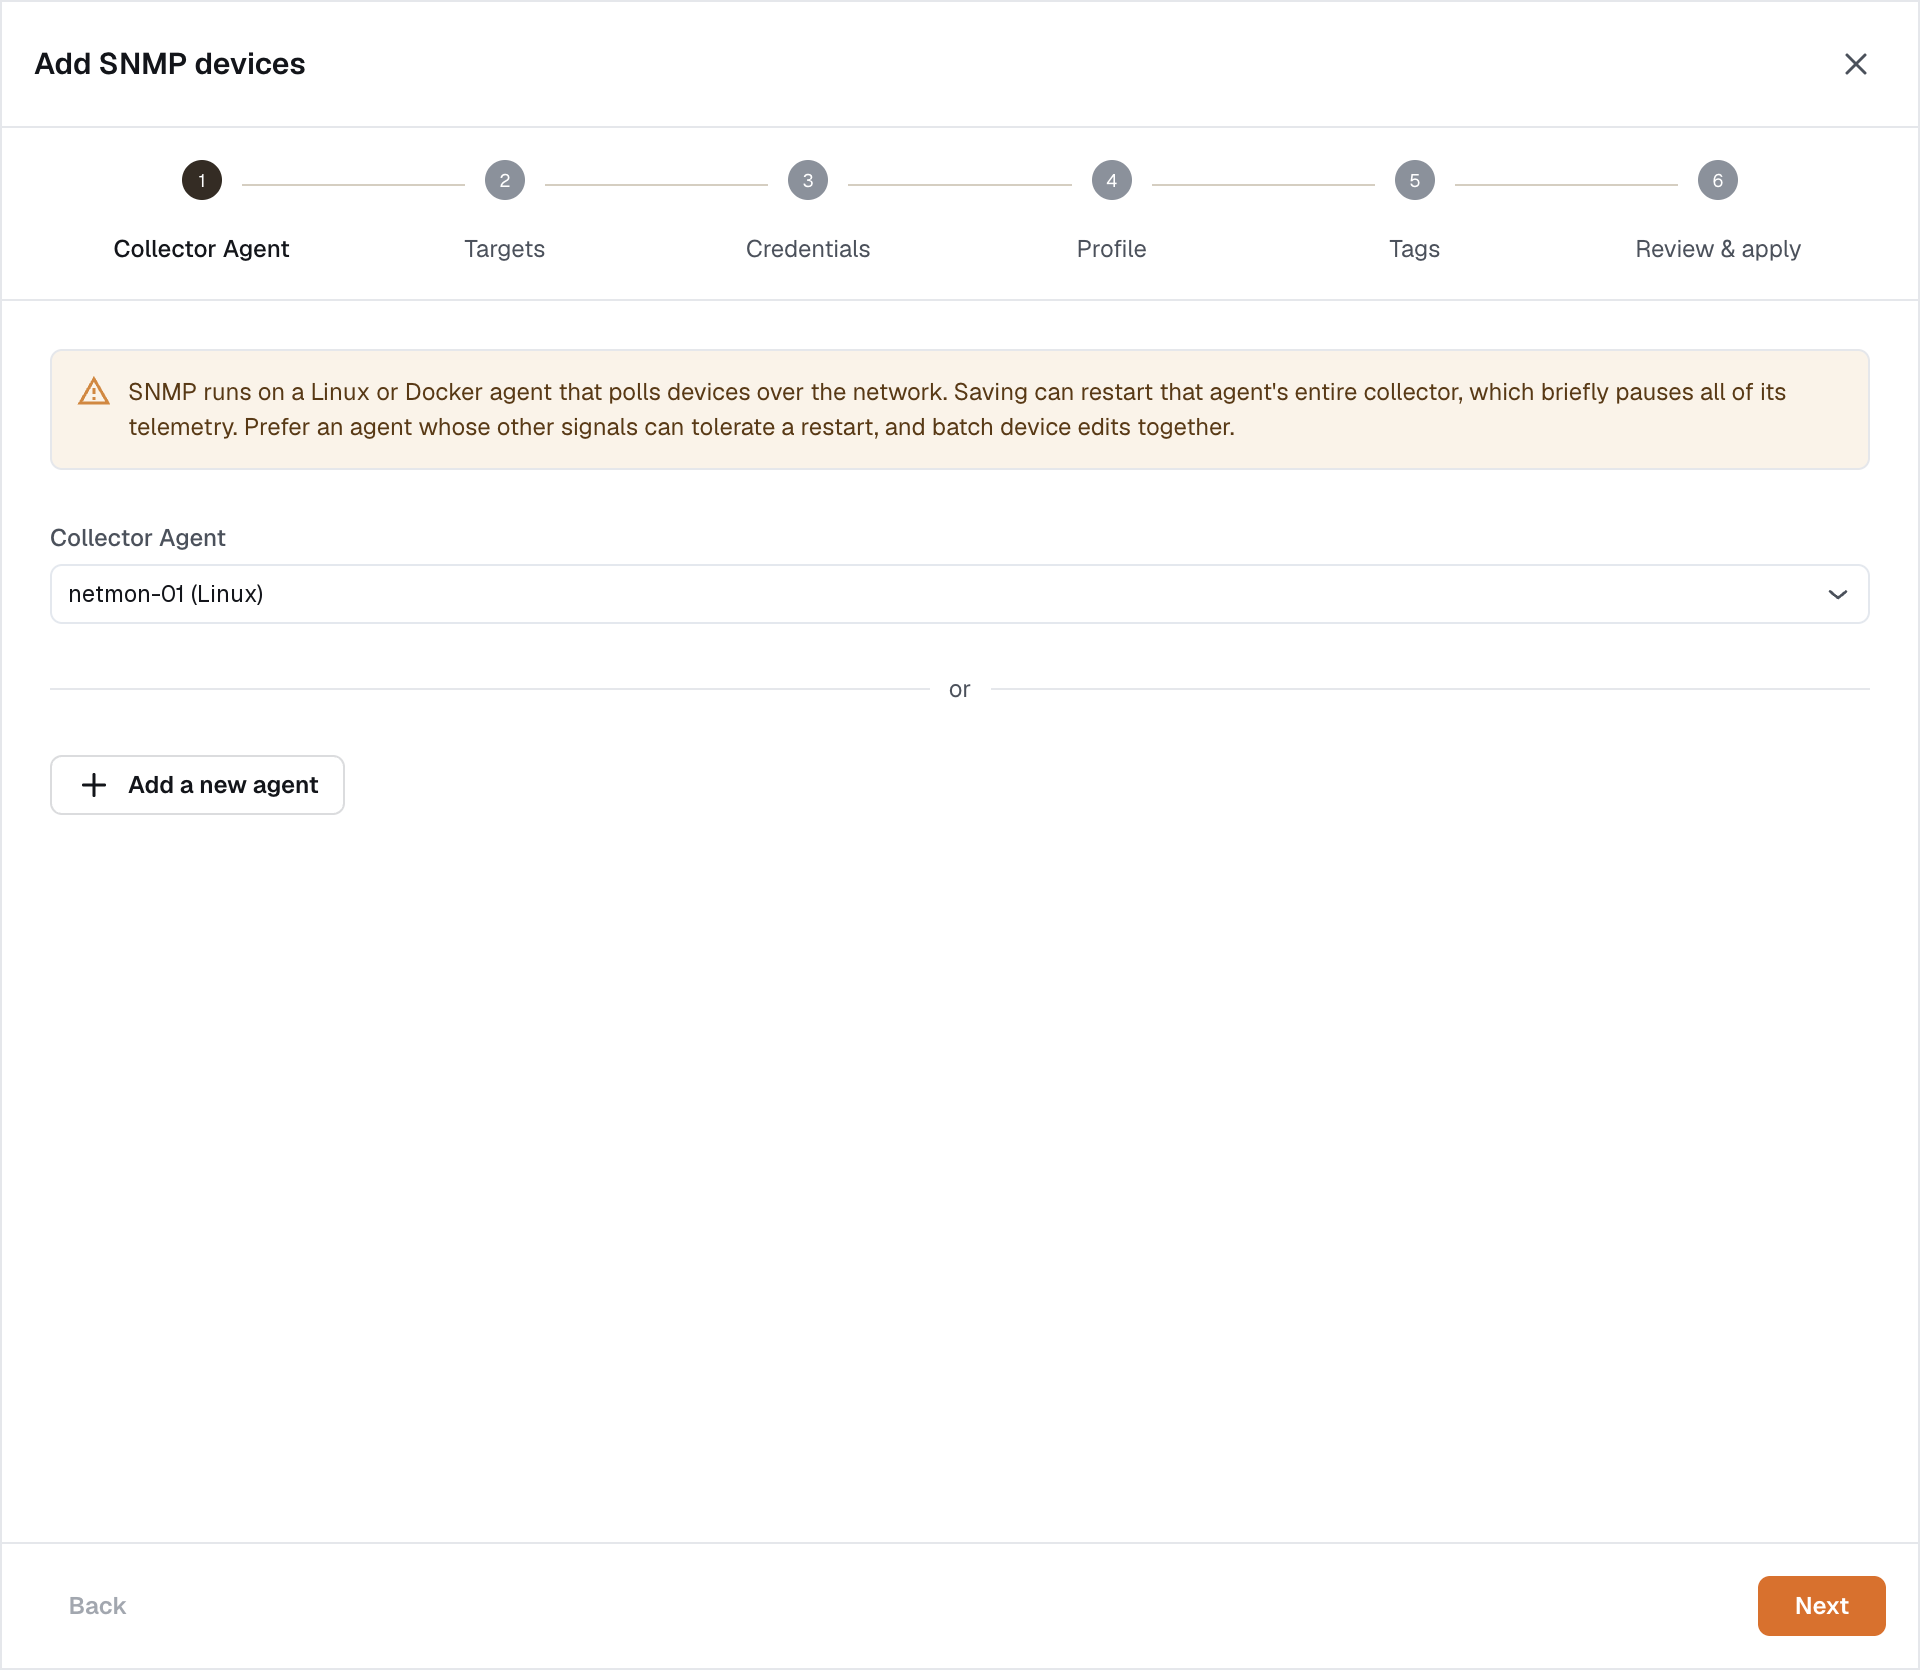 Add SNMP devices
1
2
3
4
5
6
Collector Agent
Targets
Credentials
Profile
Tags
Review & apply
SNMP runs on a Linux or Docker agent that polls devices over the network. Saving can restart that agent's entire collector, which briefly pauses all of its
telemetry. Prefer an agent whose other signals can tolerate a restart, and batch device edits together.
Collector Agent
netmon-01 (Linux)
or
Add a new agent
Back
Next